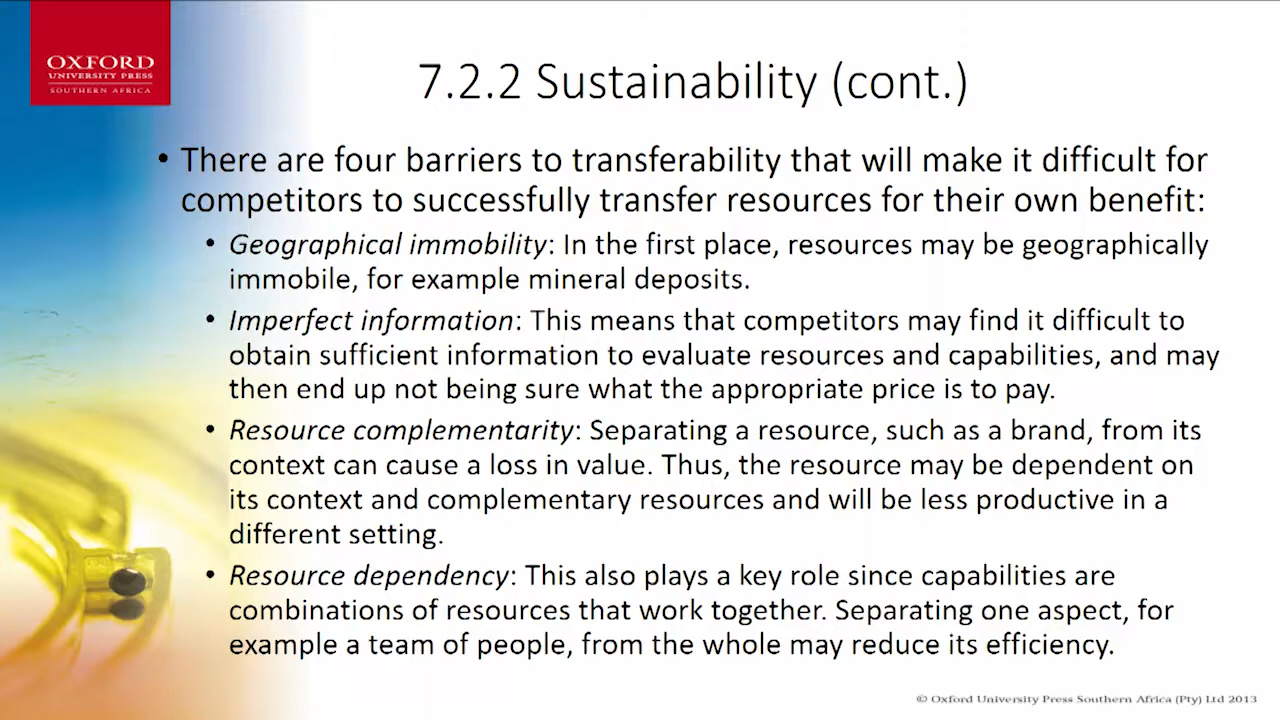 OXFORD
UNIVERSITY PRESS
SOUTHERN AFRICA
7.2.2 Sustainability (cont.)
• There are four barriers to transferability that will make it difficult for
competitors to successfully transfer resources for their own benefit:
• Geographical immobility: In the first place, resources may be geographically
immobile, for example mineral deposits.
• Imperfect information: This means that competitors may find it difficult to
obtain sufficient information to evaluate resources and capabilities, and may
then end up not being sure what the appropriate price is to pay.
• Resource complementarity: Separating a resource, such as a brand, from its
context can cause a loss in value. Thus, the resource may be dependent on
its context and complementary resources and will be less productive in a
different setting.
• Resource dependency: This also plays a key role since capabilities are
combinations of resources that work together. Separating one aspect, for
example a team of people, from the whole may reduce its efficiency.
© Oxford University Press Southern Africa (Pty) Ltd 2013